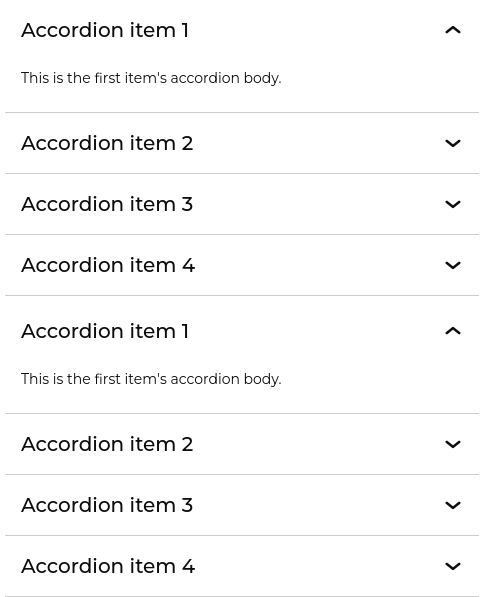 Accordion item 1
This is the first item's accordion body.
Accordion item 2
Accordion item 3
Accordion item 4
Accordion item 1
This is the first item's accordion body.
Accordion item 2
Accordion item 3
Accordion item 4